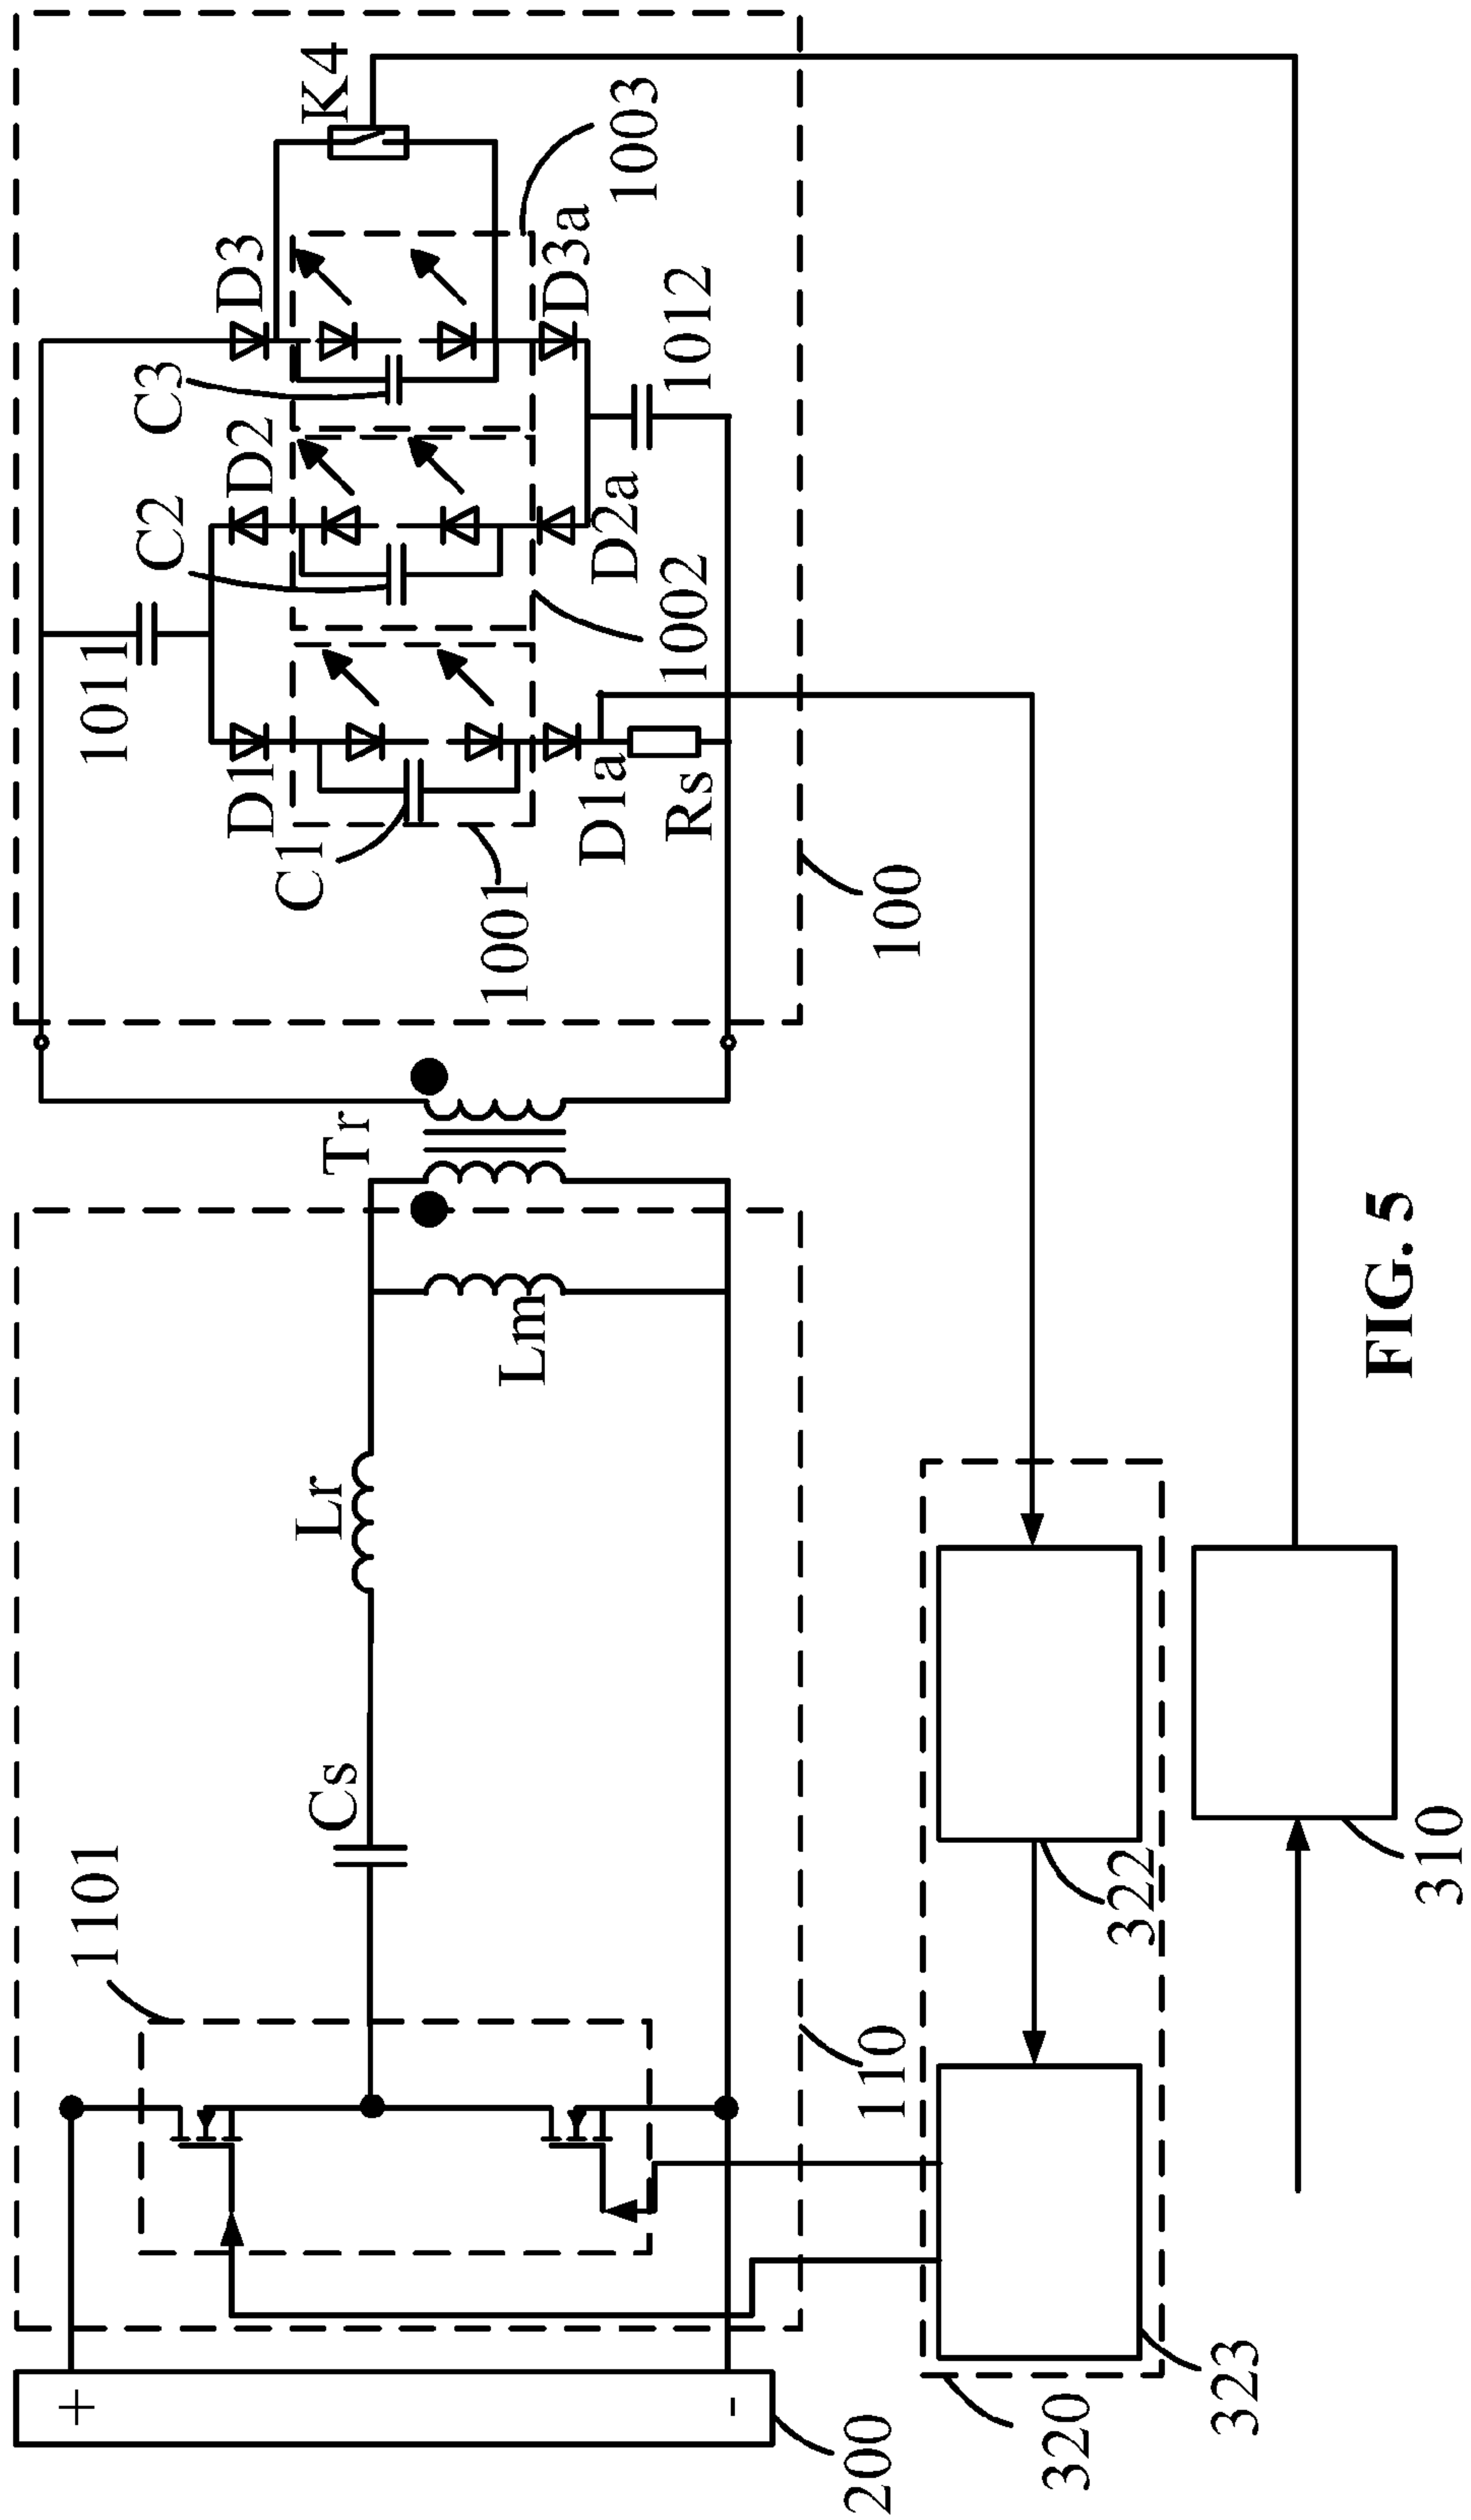 200
+
-
1101
110
Cs
Lr
Lm
Tr
100
1011
D1
C1
1001
D1a
Rs
C2
D2
1002
D2a
C3
D3
1012
D3a
1003
K4
320
323
322
310
FIG. 5